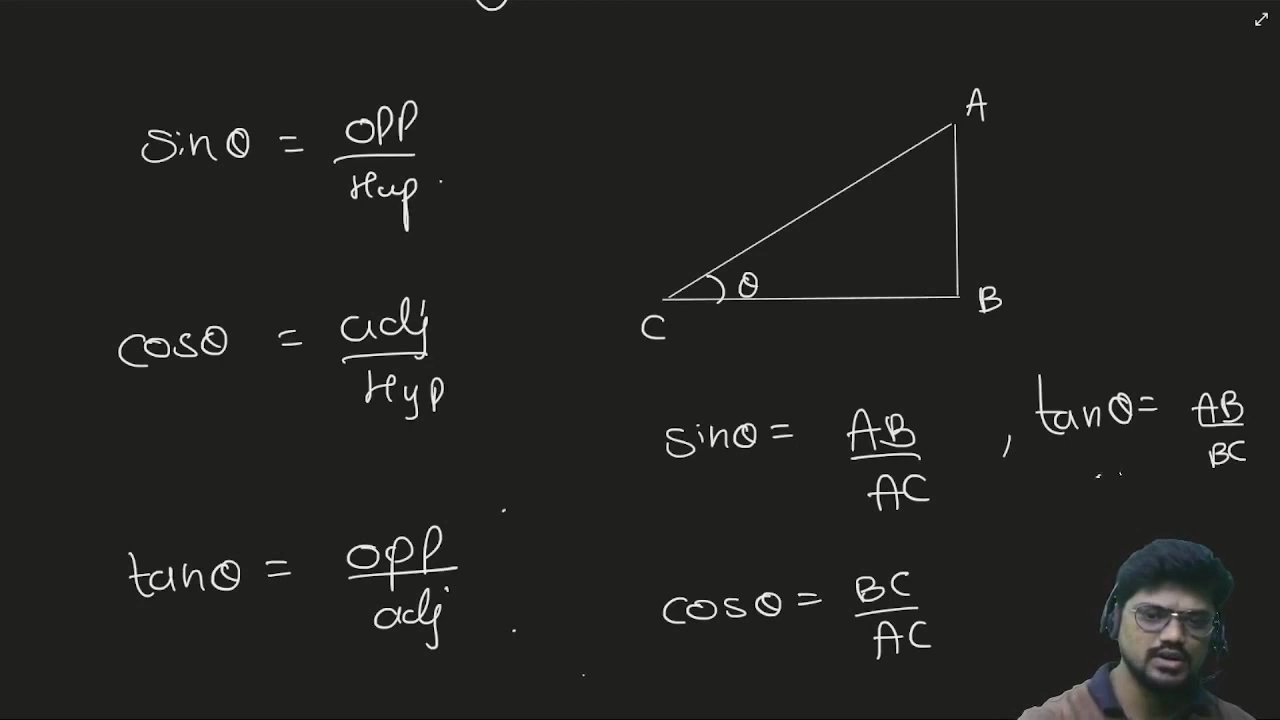 sinθ = opp
Hyp
cosθ = adj
Hyp
tanθ = opp
adj
A
θ
B
C
sinθ = AB
AC
, tanθ = AB
BC
cosθ = BC
AC